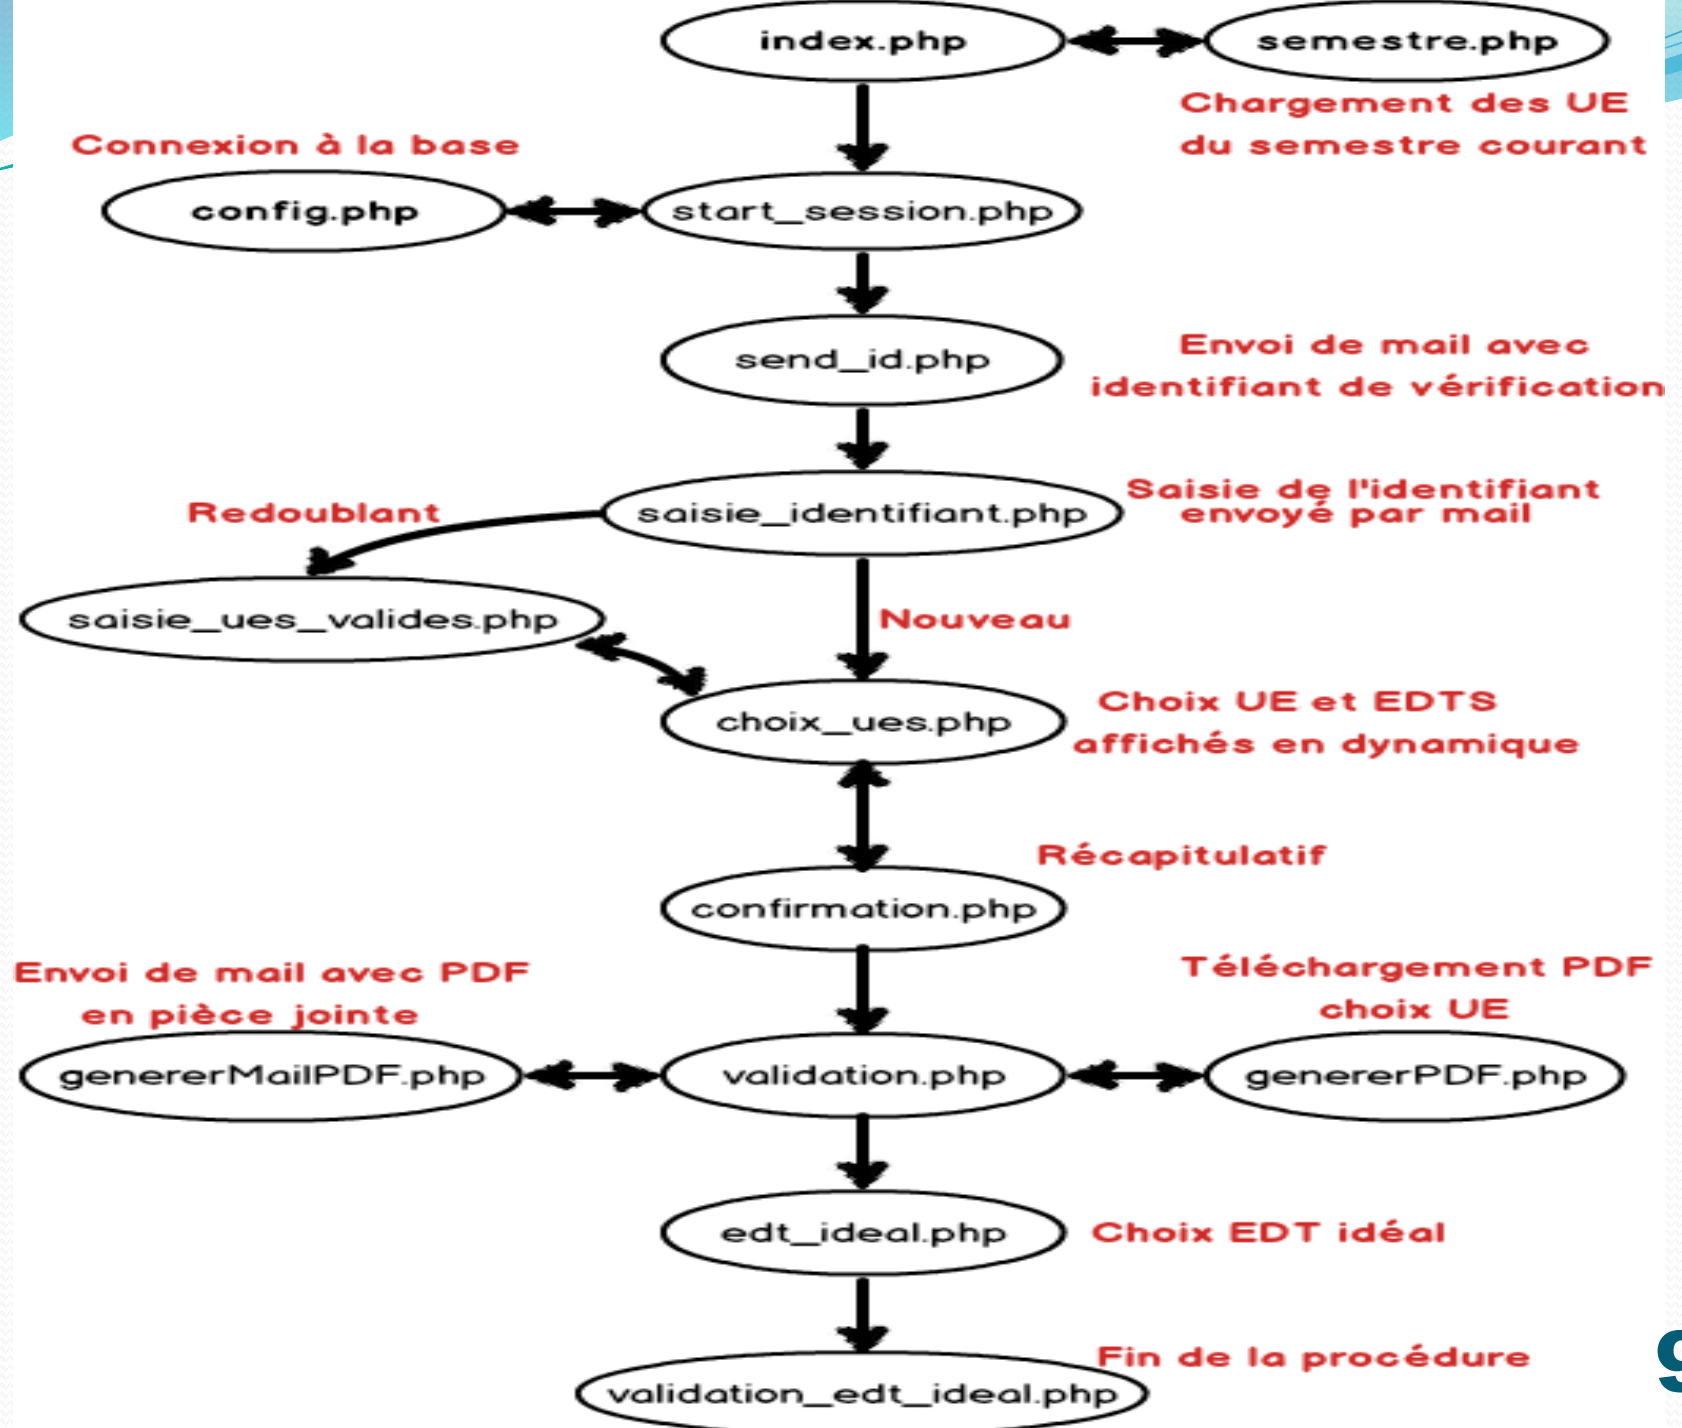 index.php
semestre.php
Chargement des UE
du semestre courant
Connexion à la base
config.php
start_session.php
send_id.php
Envoi de mail avec
identifiant de vérification
Redoublant
saisie_identifiant.php
Saisie de l'identifiant
envoyé par mail
saisie_ues_valides.php
Nouveau
choix_ues.php
Choix UE et EDTS
affichés en dynamique
Récapitulatif
confirmation.php
Envoi de mail avec PDF
en pièce jointe
Téléchargement PDF
choix UE
genererMailPDF.php
validation.php
genererPDF.php
edt_ideal.php
Choix EDT idéal
Fin de la procédure
validation_edt_ideal.php
9